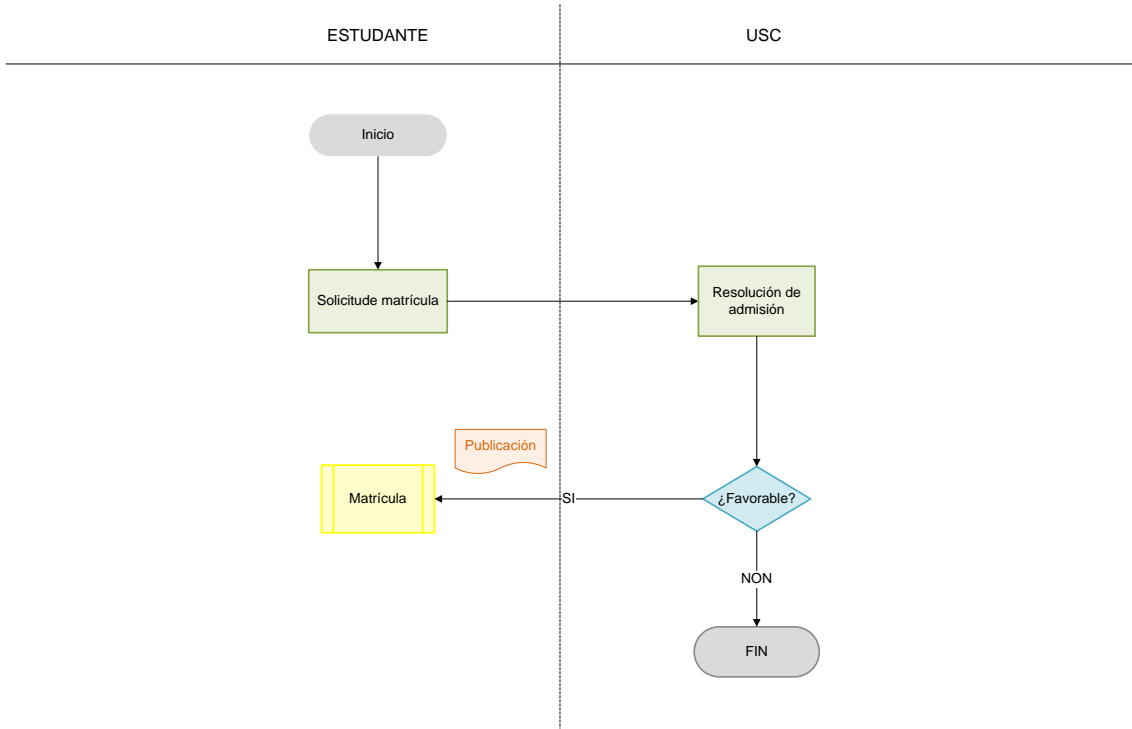 ESTUDANTE
USC
Inicio
Solicitude matrícula
Resolución de
admisión
Publicación
Matrícula
SI
¿Favorable?
NON
FIN